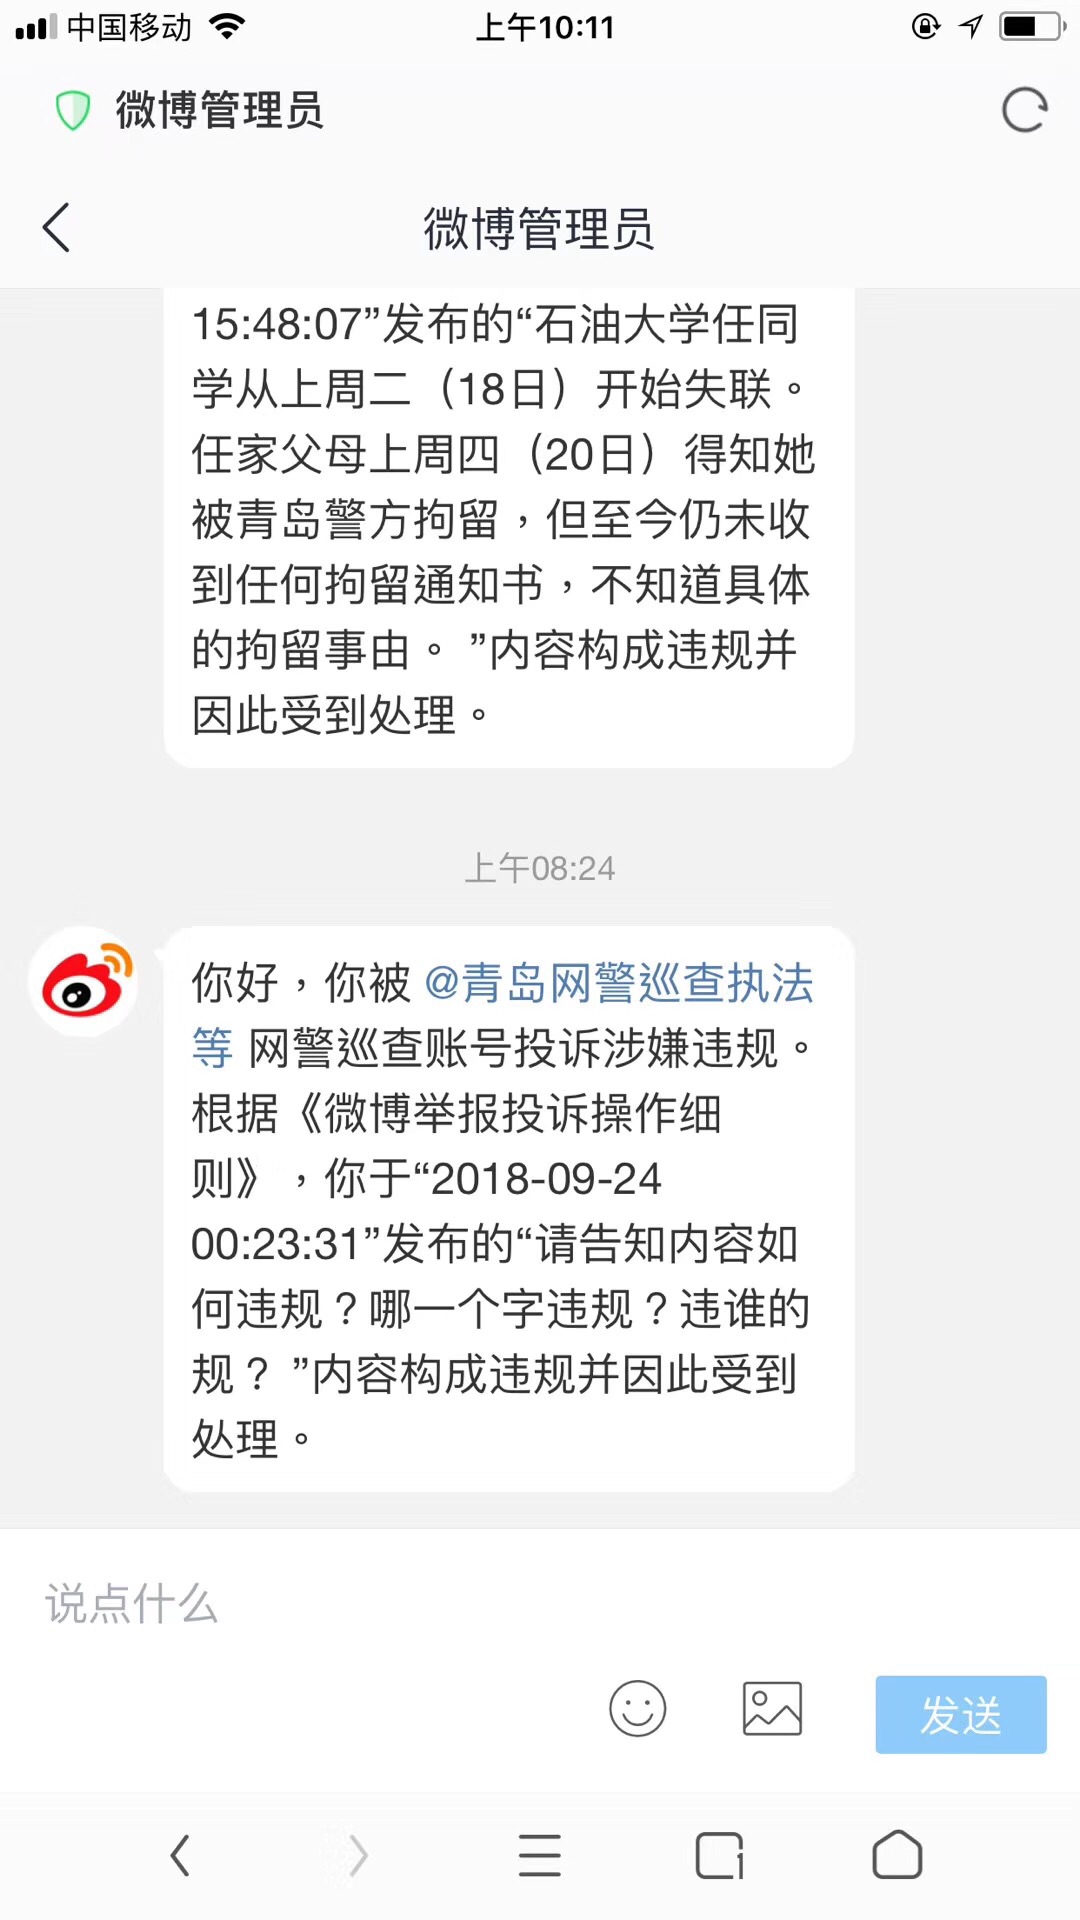 中国移动 上午10:11
微博管理员
微博管理员
15:48:07”发布的“石油大学任同
学从上周二（18日）开始失联。
任家父母上周四（20日）得知她
被青岛警方拘留，但至今仍未收
到任何拘留通知书，不知道具体
的拘留事由。 ”内容构成违规并
因此受到处理。
上午08:24
你好，你被 @青岛网警巡查执法
等 网警巡查账号投诉涉嫌违规。
根据《微博举报投诉操作细
则》，你于“2018-09-24
00:23:31”发布的“请告知内容如
何违规？哪一个字违规？违谁的
规？ ”内容构成违规并因此受到
处理。
说点什么
发送
1